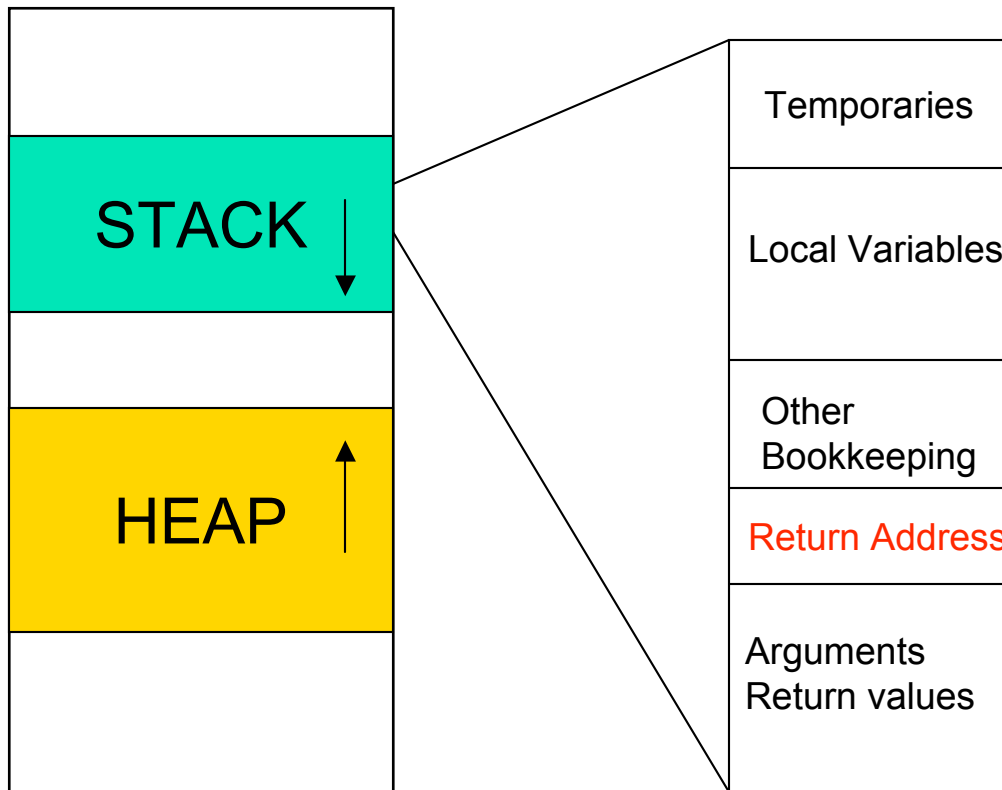 STACK
HEAP
Temporaries
Local Variables
Other
Bookkeeping
Return Address
Arguments
Return values